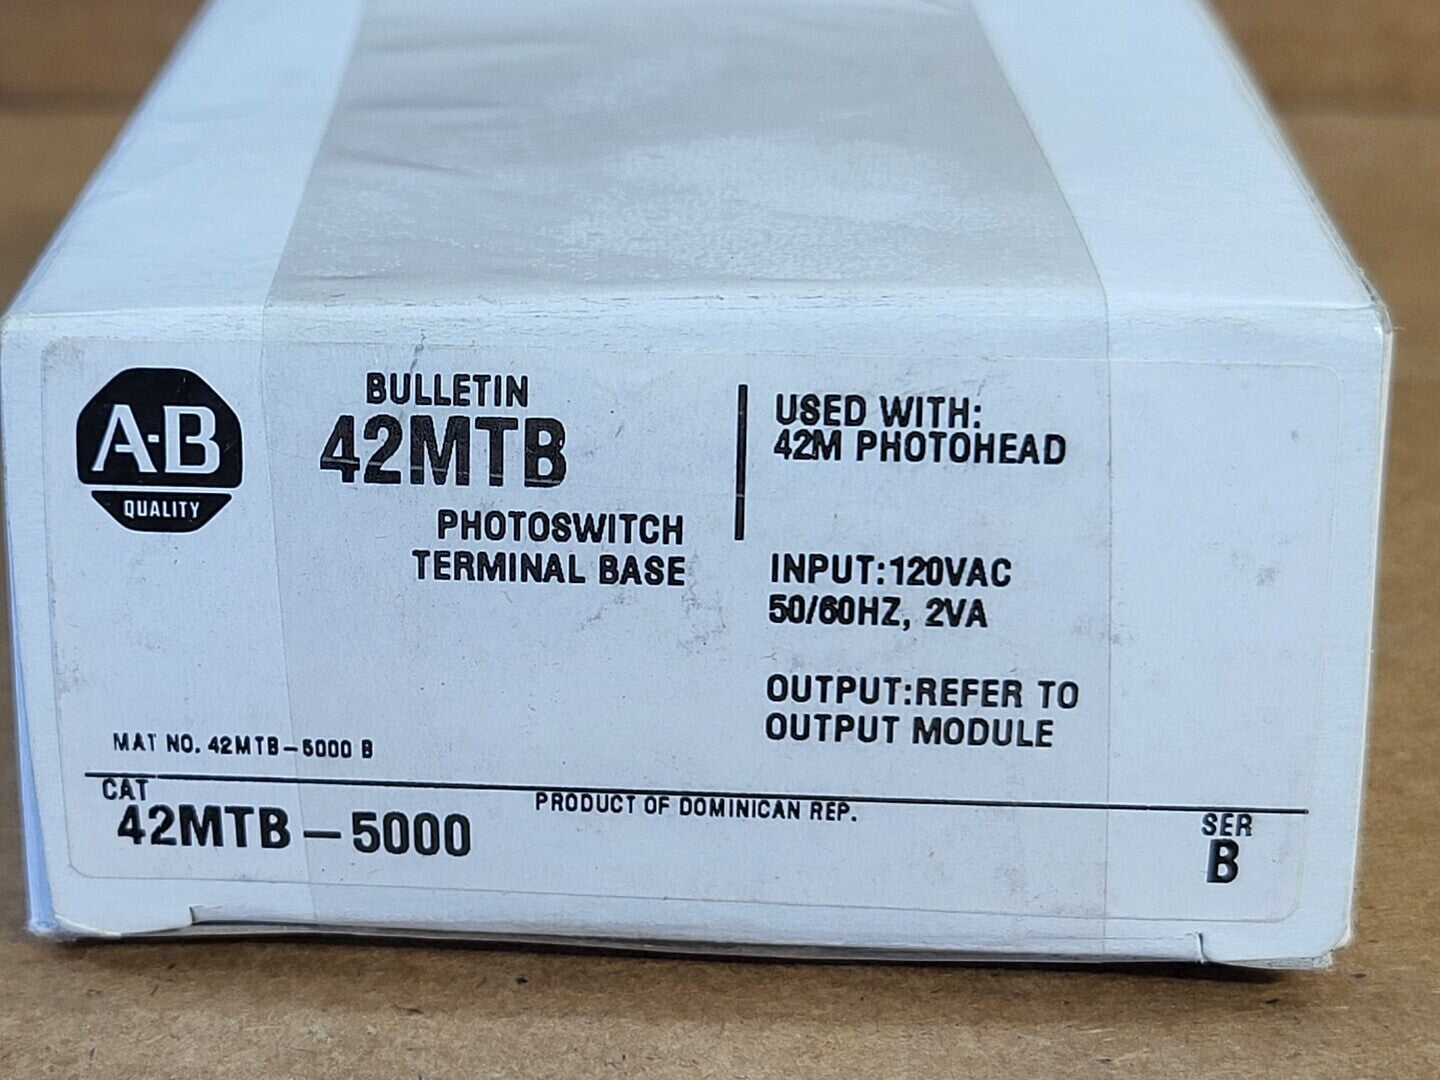 A-B
QUALITY
BULLETIN
42MTB
PHOTOSWITCH
TERMINAL BASE
USED WITH:
42M PHOTOHEAD
INPUT:120VAC
50/60HZ, 2VA
OUTPUT:REFER TO
OUTPUT MODULE
MAT NO. 42MTB-5000 B
CAT
42MTB-5000
PRODUCT OF DOMINICAN REP.
SER
B